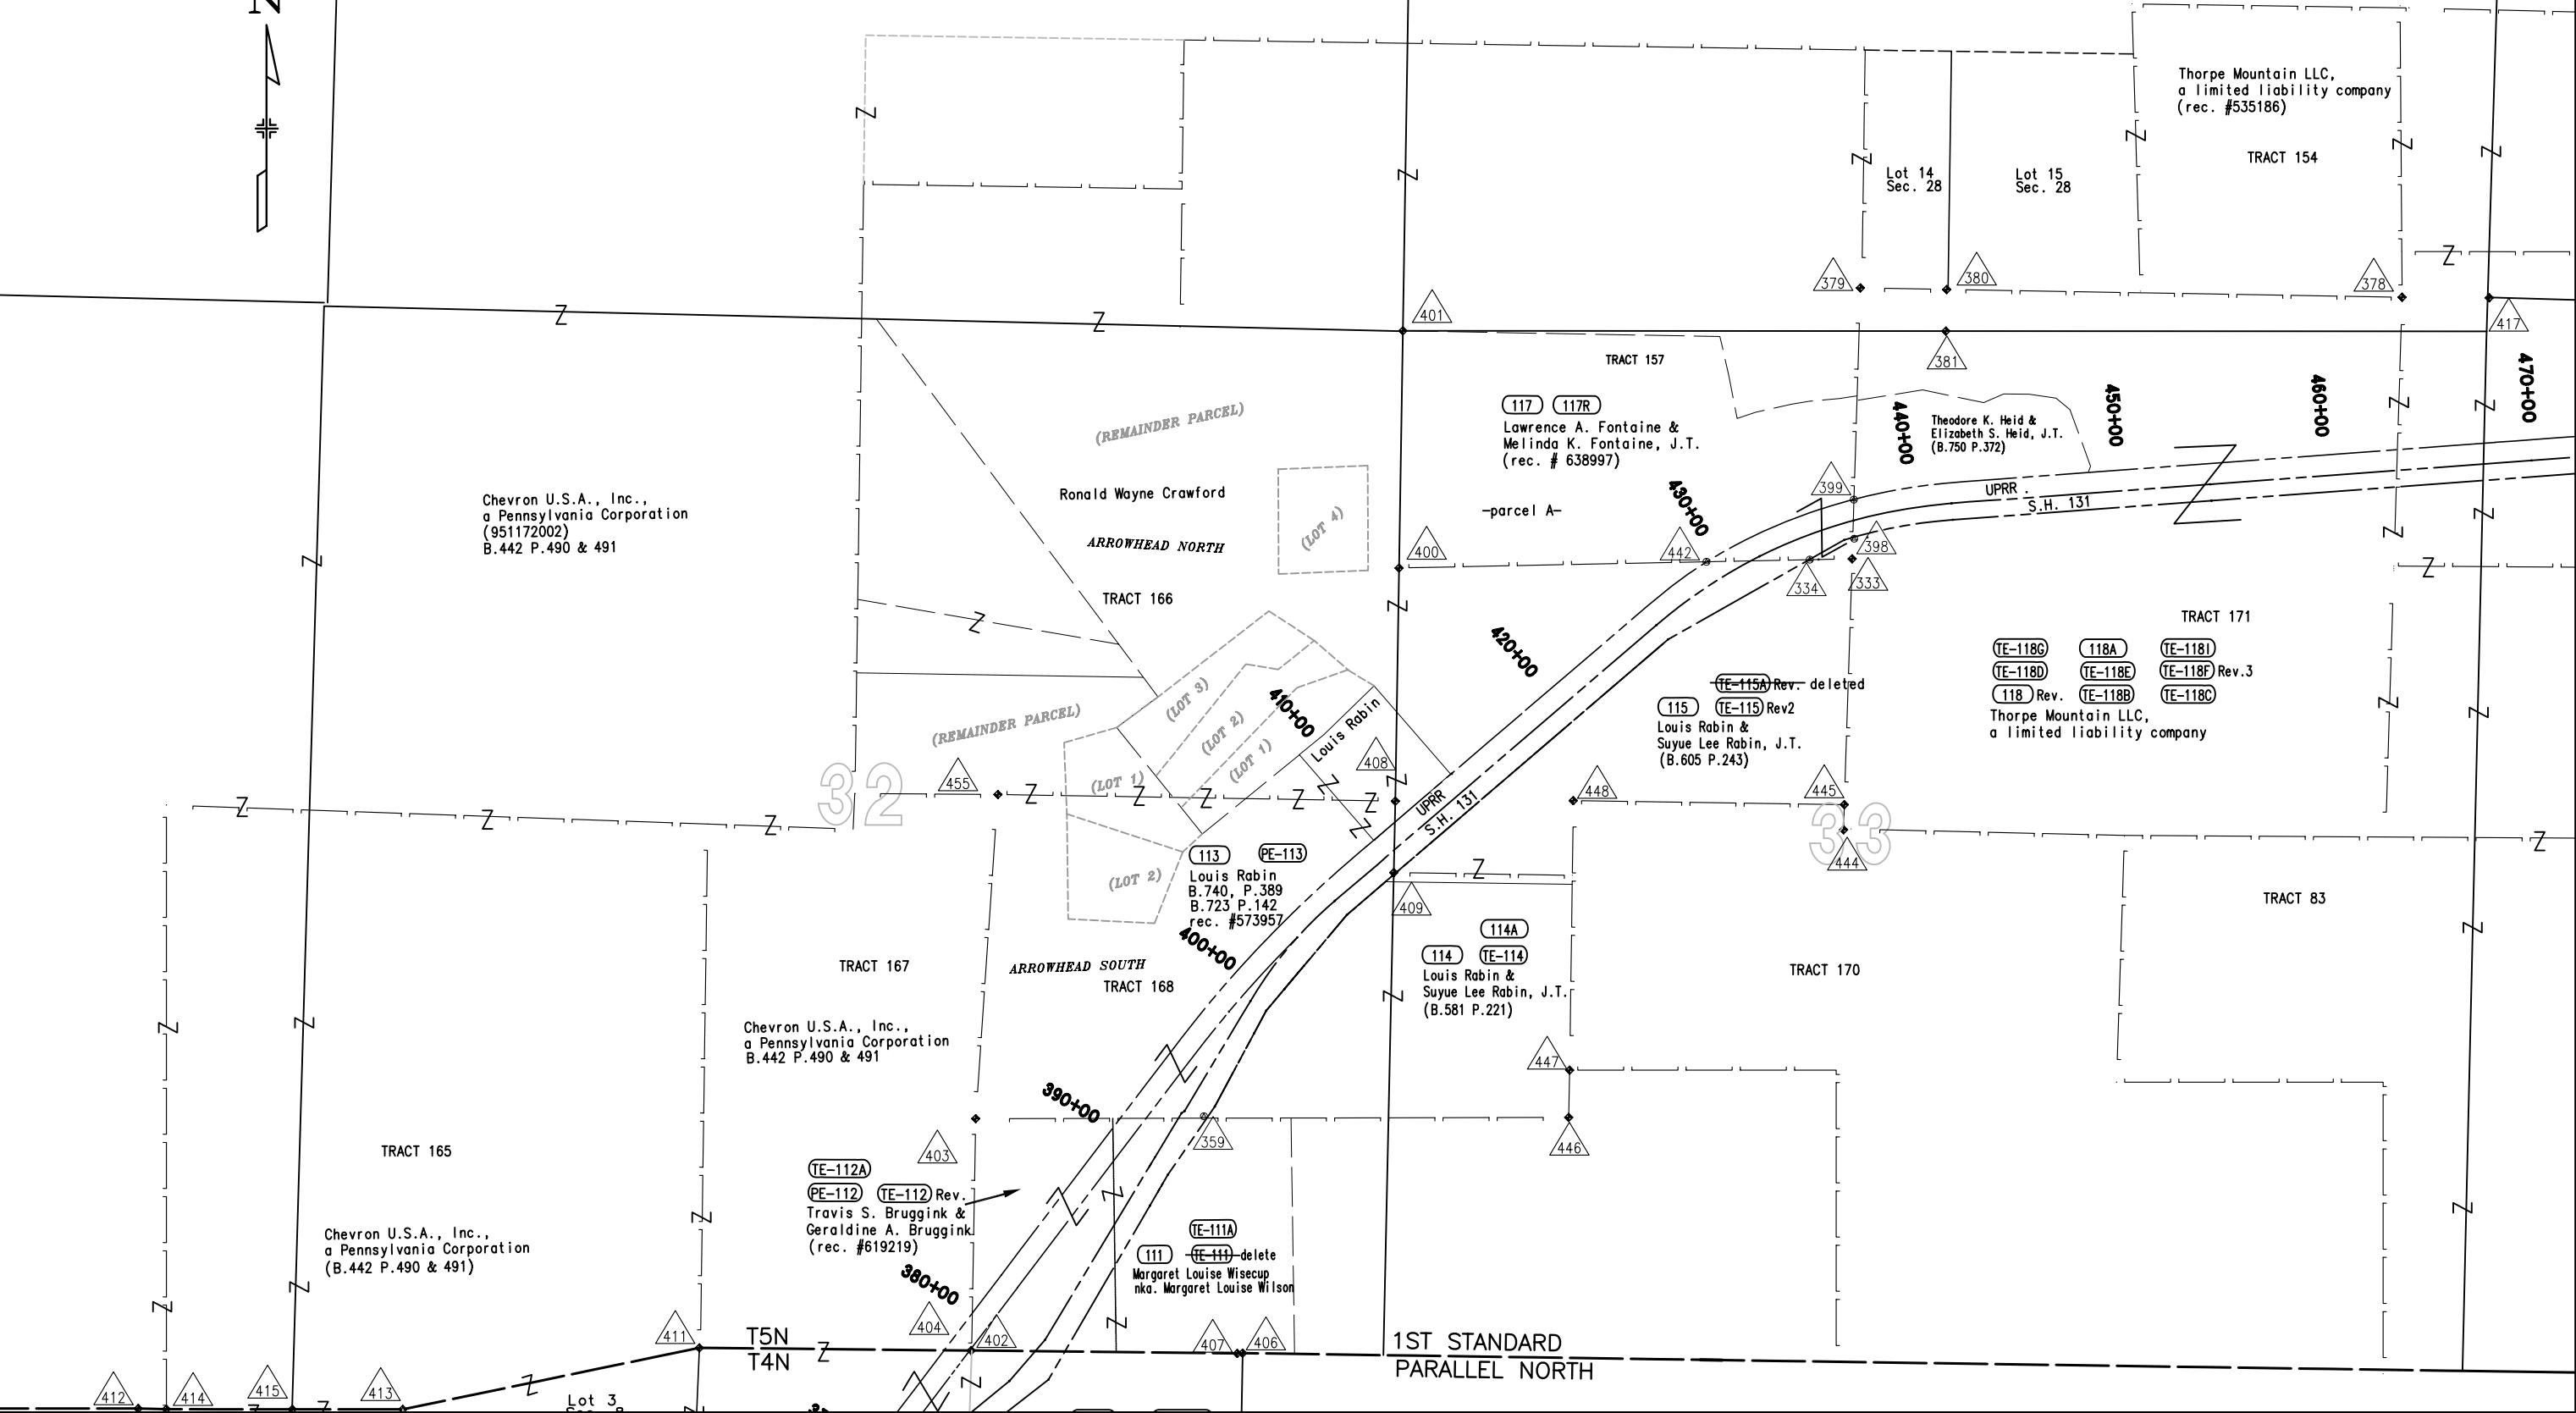 N
Thorpe Mountain LLC,
a limited liability company
(rec. #535186)
TRACT 154
Lot 14
Sec. 28
Lot 15
Sec. 28
379
380
378
401
381
417
TRACT 157
117 117R
Lawrence A. Fontaine &
Melinda K. Fontaine, J.T.
(rec. # 638997)
-parcel A-
Theodore K. Heid &
Elizabeth S. Heid, J.T.
(B.750 P.372)
440+00
450+00
460+00
470+00
430+00
399
398
400
442
334
333
UPRR
S.H. 131
(REMAINDER PARCEL)
Ronald Wayne Crawford
(LOT 4)
ARROWHEAD NORTH
TRACT 166
Chevron U.S.A., Inc.,
a Pennsylvania Corporation
(951172002)
B.442 P.490 & 491
420+00
TRACT 171
TE-118G 118A TE-118I
TE-118D TE-118E TE-118F Rev.3
118 Rev. TE-118B TE-118C
Thorpe Mountain LLC,
a limited liability company
TE-115A Rev. deleted
115 TE-115 Rev2
Louis Rabin &
Suyue Lee Rabin, J.T.
(B.605 P.243)
(REMAINDER PARCEL)
(LOT 3)
(LOT 2)
(LOT 1)
410+00
Louis Rabin
408
32
455
(LOT 1)
(LOT 2)
UPRR
S.H. 131
448
445
33
444
113 PE-113
Louis Rabin
B.740, P.389
B.723 P.142
rec. #573957
400+00
409
114A
114 TE-114
Louis Rabin &
Suyue Lee Rabin, J.T.
(B.581 P.221)
TRACT 83
TRACT 170
TRACT 167
ARROWHEAD SOUTH
TRACT 168
Chevron U.S.A., Inc.,
a Pennsylvania Corporation
B.442 P.490 & 491
447
390+00
359
446
403
TRACT 165
TE-112A
PE-112 TE-112 Rev.
Travis S. Bruggink &
Geraldine A. Bruggink
(rec. #619219)
TE-111A
111 TE-111 delete
Margaret Louise Wisecup
nka. Margaret Louise Wilson
Chevron U.S.A., Inc.,
a Pennsylvania Corporation
(B.442 P.490 & 491)
380+00
404
402
407
406
411
T5N
T4N
1ST STANDARD
PARALLEL NORTH
412
414
415
413
Lot 3